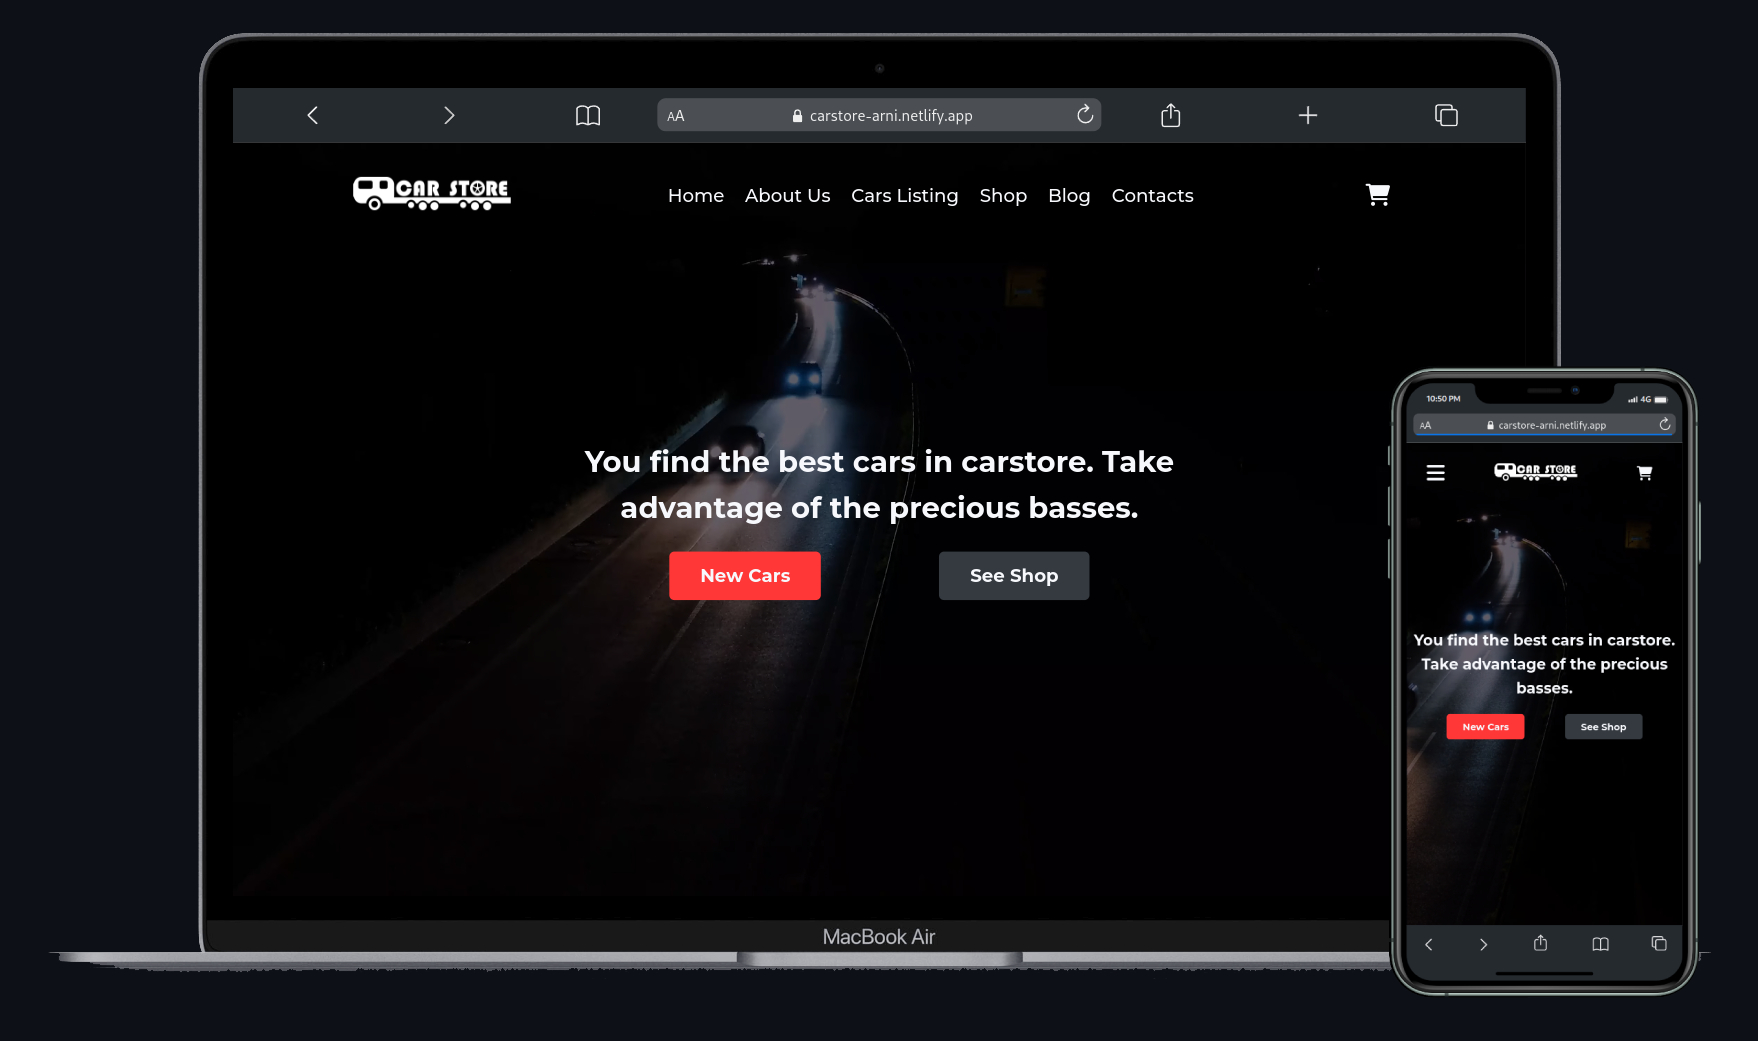 AA carstore-arni.netlify.app
CAR STORE
Home About Us Cars Listing Shop Blog Contacts
You find the best cars in carstore. Take
advantage of the precious basses.
New Cars See Shop
MacBook Air
10:50 PM 4G
AA carstore-arni.netlify.app
CAR STORE
You find the best cars in carstore.
Take advantage of the precious
basses.
New Cars See Shop